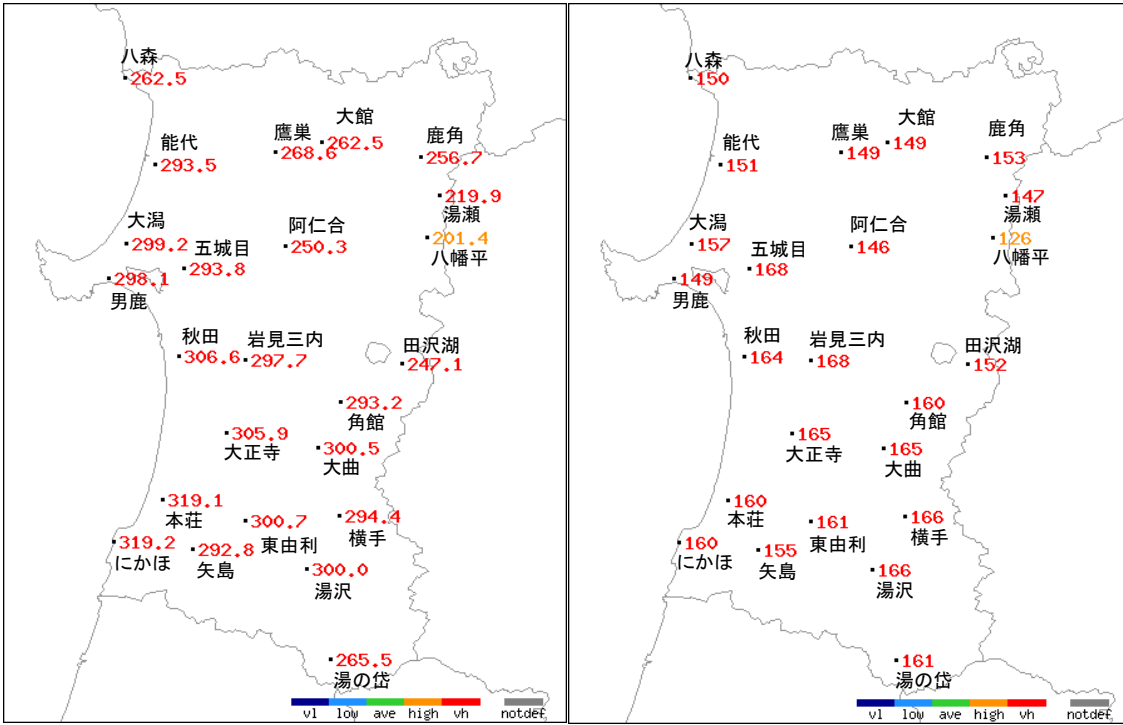 八森
262.5
大館
262.5
鷹巣
268.6
能代
293.5
鹿角
256.7
219.9
湯瀬
大潟
299.2
阿仁合
250.3
201.4
八幡平
五城目
293.8
298.1
男鹿
秋田
306.6
岩見三内
297.7
田沢湖
247.1
293.2
角館
305.9
大正寺
300.5
大曲
319.1
本荘
300.7
東由利
294.4
横手
319.2
にかほ
292.8
矢島
300.0
湯沢
265.5
湯の岱
vl low ave high vh notdef
八森
150
大館
149
鷹巣
149
能代
151
鹿角
153
147
湯瀬
大潟
157
阿仁合
146
126
八幡平
五城目
168
149
男鹿
秋田
164
岩見三内
168
田沢湖
152
160
角館
165
大正寺
165
大曲
160
本荘
161
東由利
166
横手
160
にかほ
155
矢島
166
湯沢
161
湯の岱
vl low ave high vh notdef